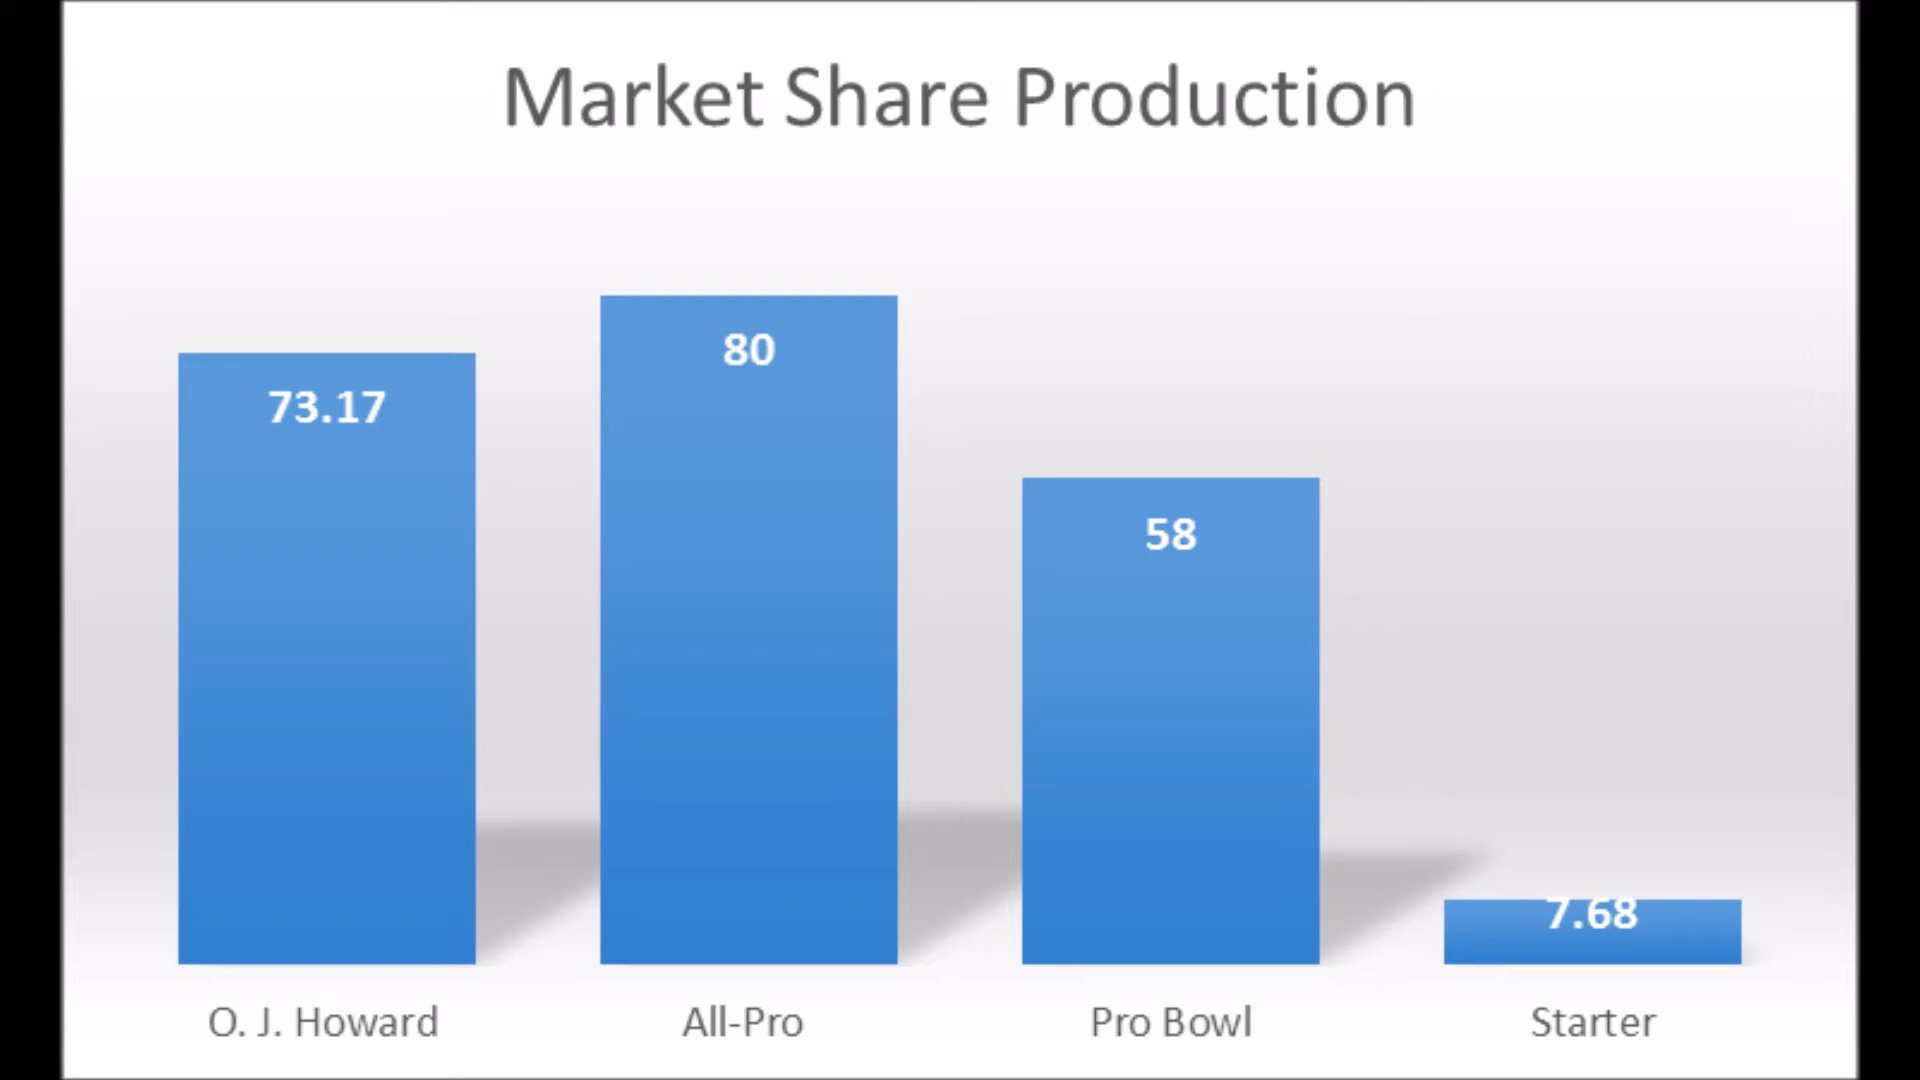 Market Share Production
73.17
80
58
7.68
O. J. Howard
All-Pro
Pro Bowl
Starter